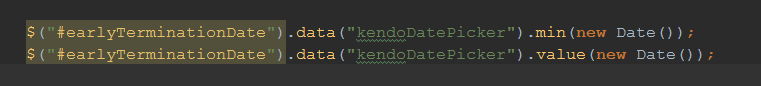 $("#earlyTerminationDate").data("kendoDatePicker").min(new Date());
$("#earlyTerminationDate").data("kendoDatePicker").value(new Date());